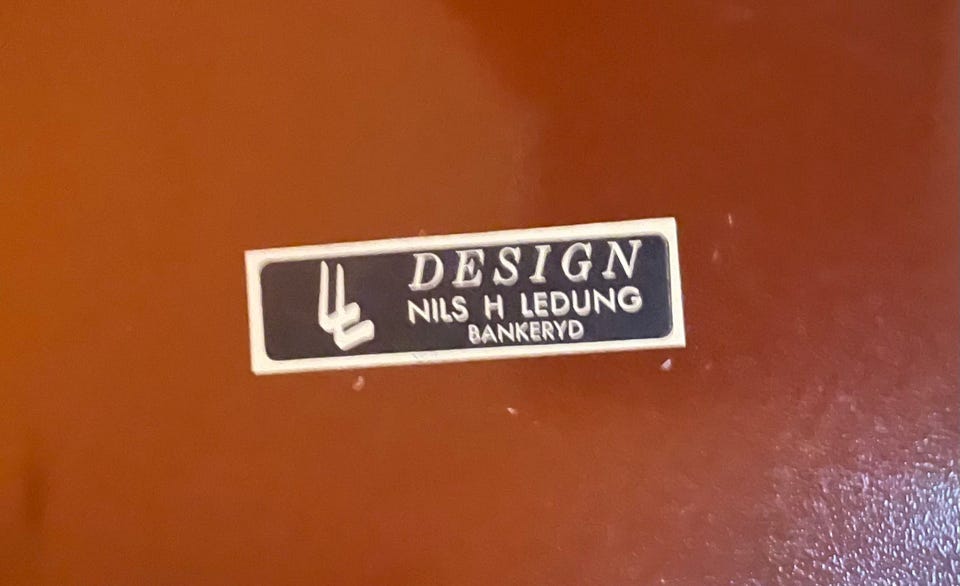 DESIGN
NILS H LEDUNG
BANKERYD